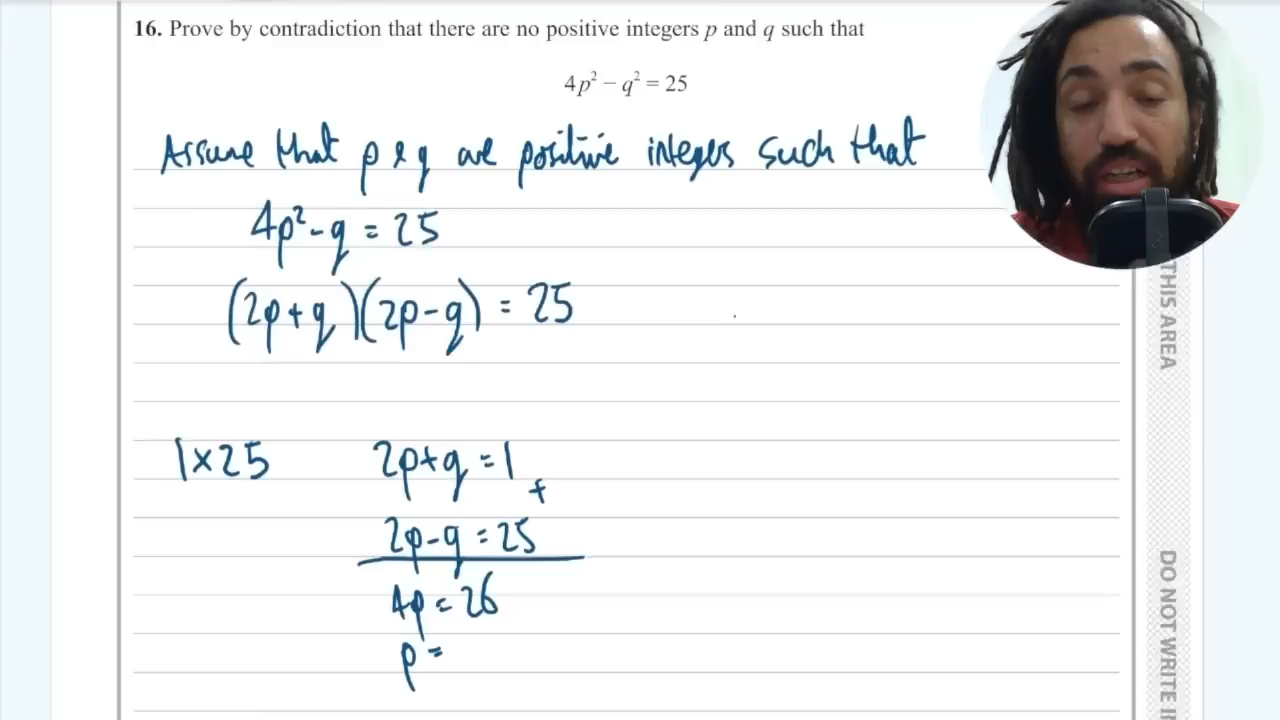 16. Prove by contradiction that there are no positive integers p and q such that
4p² – q² = 25
Assume that p & q are positive integers such that
4p² - q = 25
(2p+q)(2p-q) = 25
1×25
2p+q = 1
+
2p-q = 25
4p = 26
p =
THIS AREA
DO NOT WRITE I